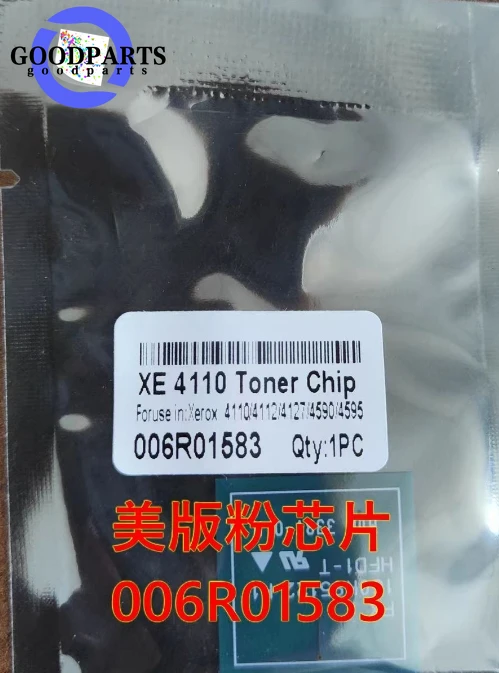 GOODPARTS
goodparts
XE 4110 Toner Chip
Foruse in:Xerox 4110/4112/4127/4590/4595
006R01583 Qty:1PC
美版粉芯片
HFD1-T
006R01583